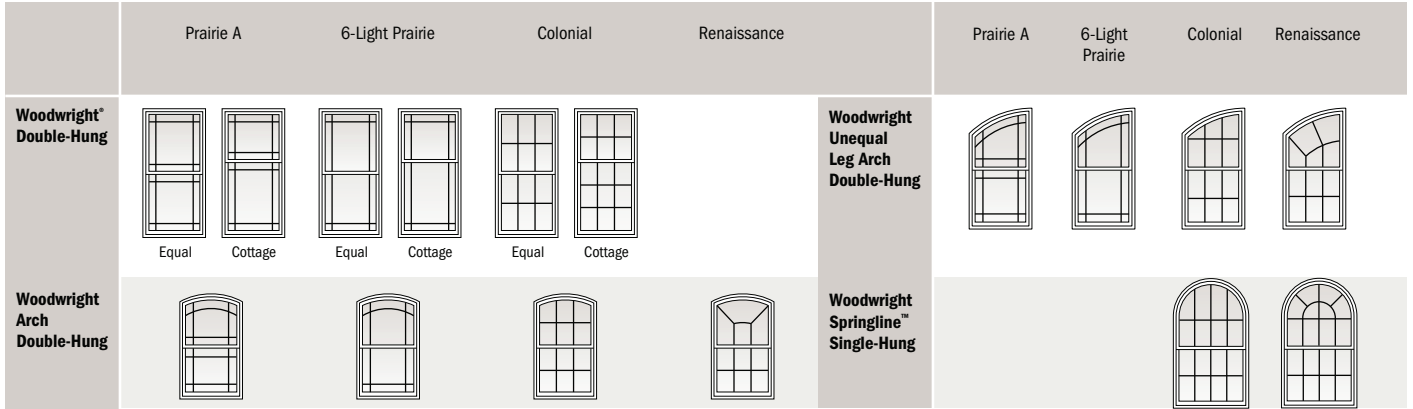 Prairie A
6-Light Prairie
Colonial
Renaissance
Woodwright®
Double-Hung
Equal
Cottage
Equal
Cottage
Equal
Cottage
Woodwright
Arch
Double-Hung
Prairie A
6-Light
Prairie
Colonial
Renaissance
Woodwright
Unequal
Leg Arch
Double-Hung
Woodwright
Springline™
Single-Hung